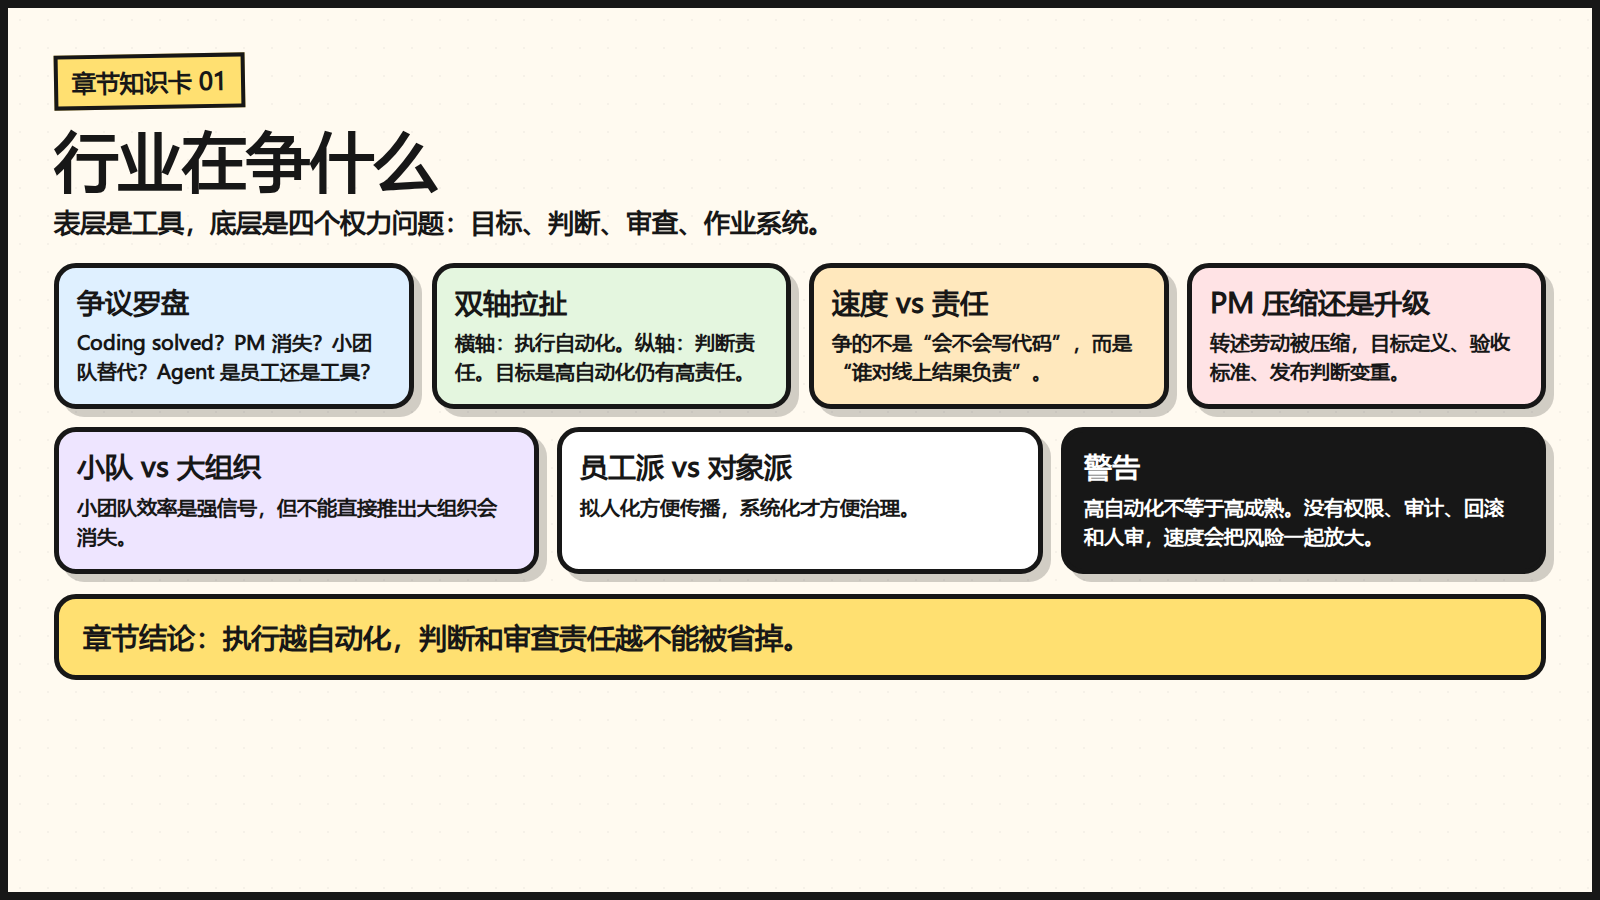 章节知识卡 01
行业在争什么
表层是工具，底层是四个权力问题：目标、判断、审查、作业系统。
争议罗盘
Coding solved？PM 消失？小团
队替代？Agent 是员工还是工具？
双轴拉扯
横轴：执行自动化。纵轴：判断责
任。目标是高自动化仍有高责任。
速度 vs 责任
争的不是“会不会写代码”，而是
“谁对线上结果负责”。
PM 压缩还是升级
转述劳动被压缩，目标定义、验收
标准、发布判断变重。
小队 vs 大组织
小团队效率是强信号，但不能直接推出大组织会
消失。
员工派 vs 对象派
拟人化方便传播，系统化才方便治理。
警告
高自动化不等于高成熟。没有权限、审计、回滚
和人审，速度会把风险一起放大。
章节结论：执行越自动化，判断和审查责任越不能被省掉。